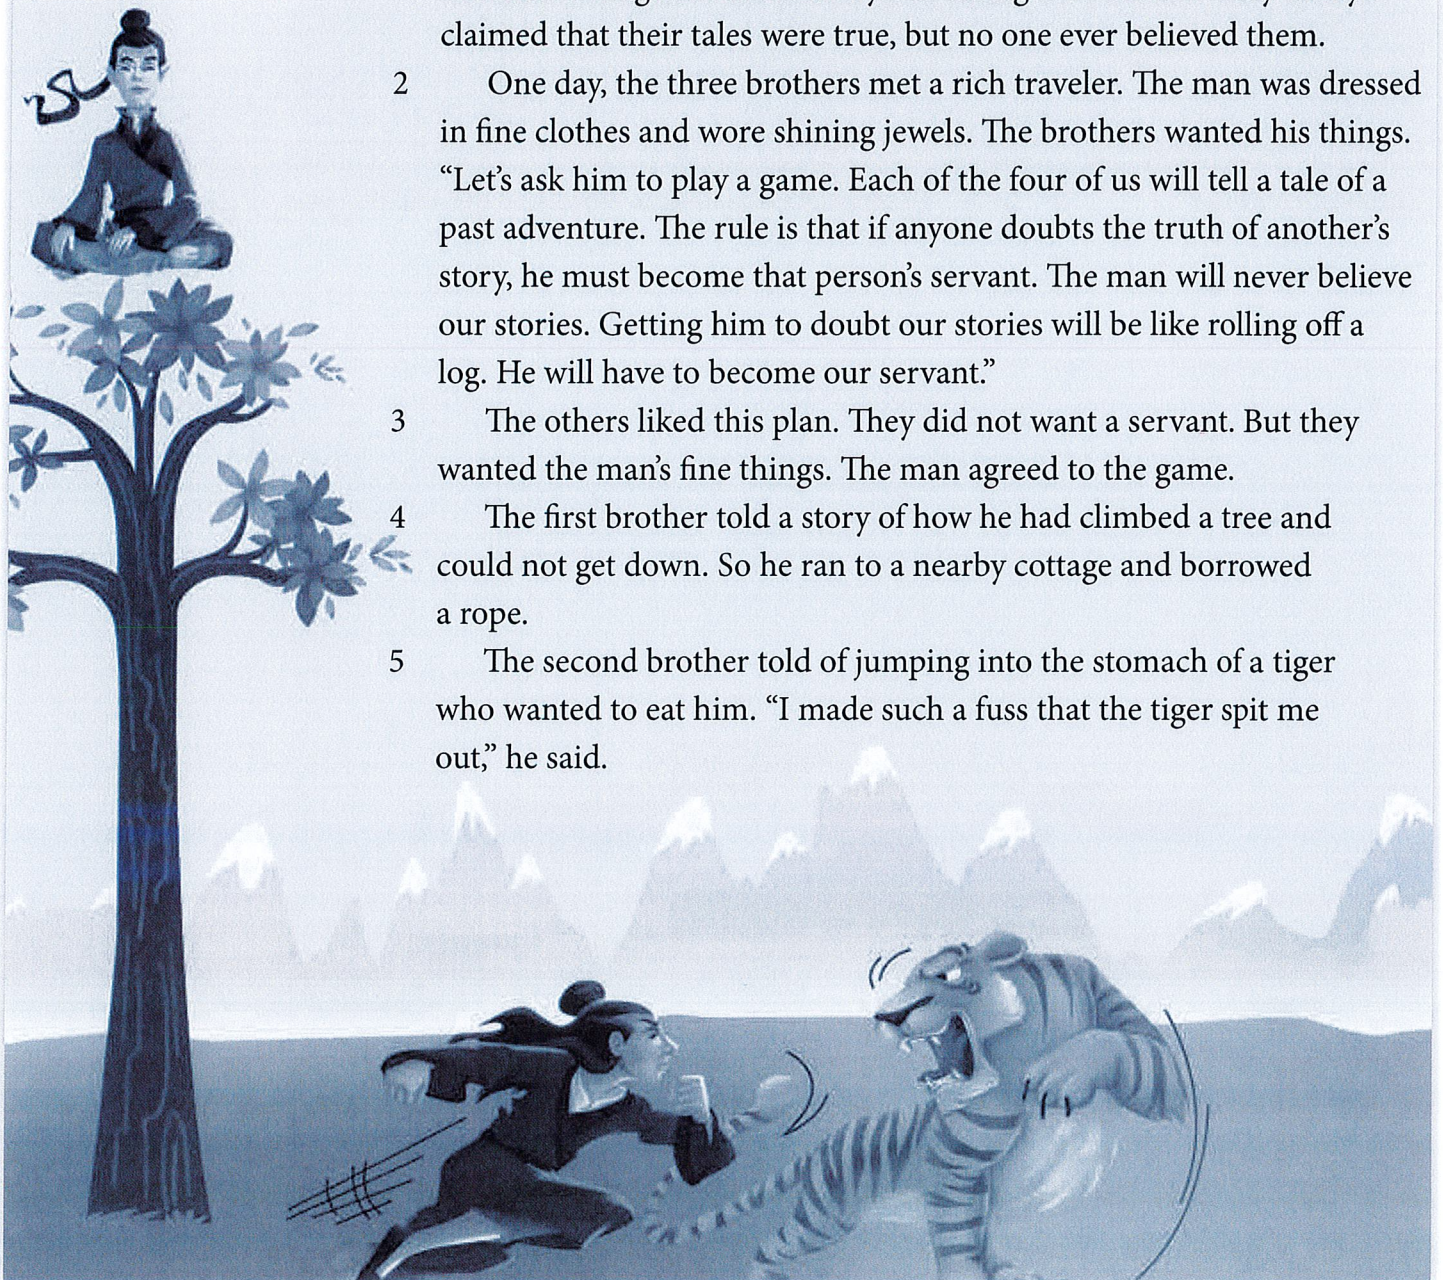 claimed that their tales were true, but no one ever believed them.
2 One day, the three brothers met a rich traveler. The man was dressed
in fine clothes and wore shining jewels. The brothers wanted his things.
“Let’s ask him to play a game. Each of the four of us will tell a tale of a
past adventure. The rule is that if anyone doubts the truth of another’s
story, he must become that person’s servant. The man will never believe
our stories. Getting him to doubt our stories will be like rolling off a
log. He will have to become our servant.”
3 The others liked this plan. They did not want a servant. But they
wanted the man’s fine things. The man agreed to the game.
4 The first brother told a story of how he had climbed a tree and
could not get down. So he ran to a nearby cottage and borrowed
a rope.
5 The second brother told of jumping into the stomach of a tiger
who wanted to eat him. “I made such a fuss that the tiger spit me
out,” he said.